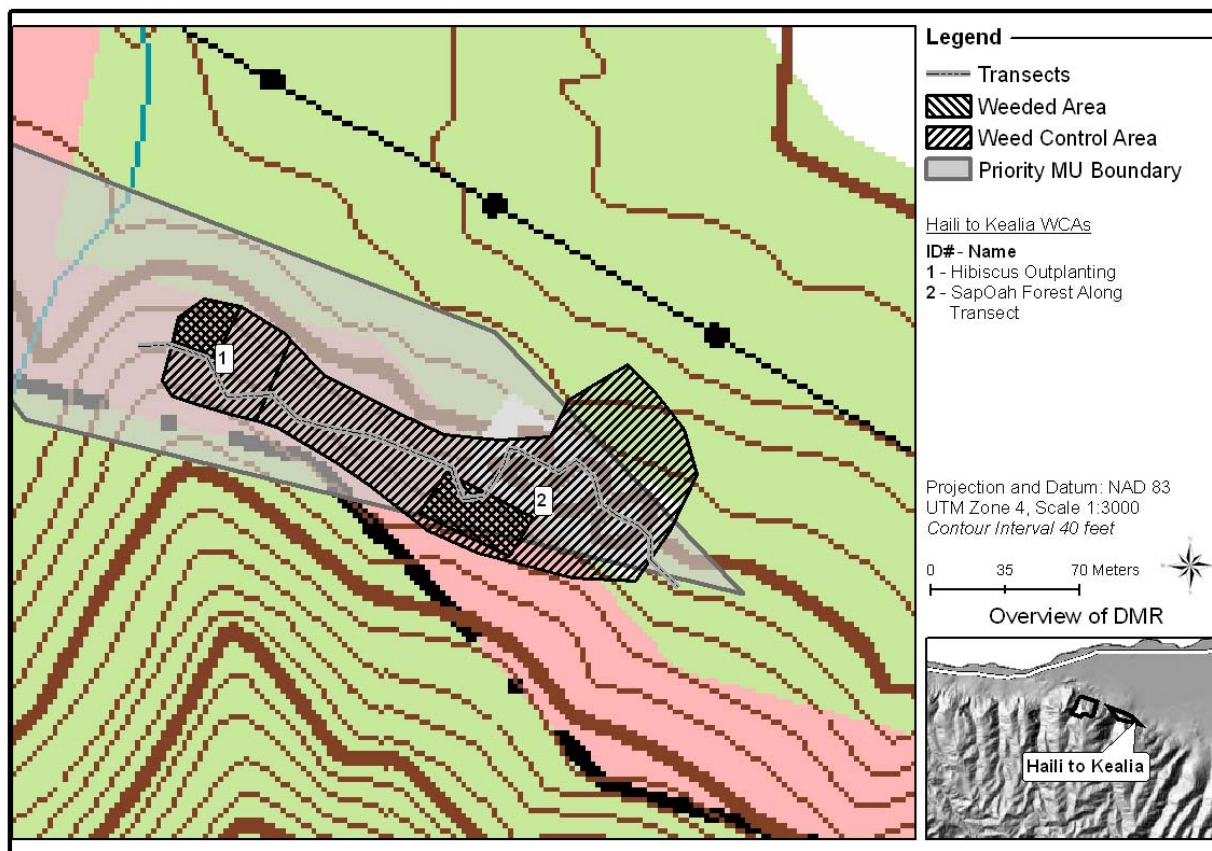 Legend
Transects
Weeded Area
Weed Control Area
Priority MU Boundary
Haili to Kealia WCAs
ID#- Name
1 - Hibiscus Outplanting
2 - SapOah Forest Along
Transect
1
2
Projection and Datum: NAD 83
UTM Zone 4, Scale 1:3000
Contour Interval 40 feet
0 35 70 Meters
Overview of DMR
Haili to Kealia